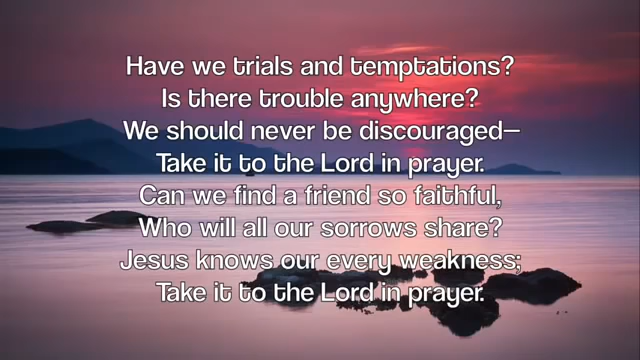 Have we trials and temptations?
Is there trouble anywhere?
We should never be discouraged—
Take it to the Lord in prayer.
Can we find a friend so faithful,
Who will all our sorrows share?
Jesus knows our every weakness;
Take it to the Lord in prayer.